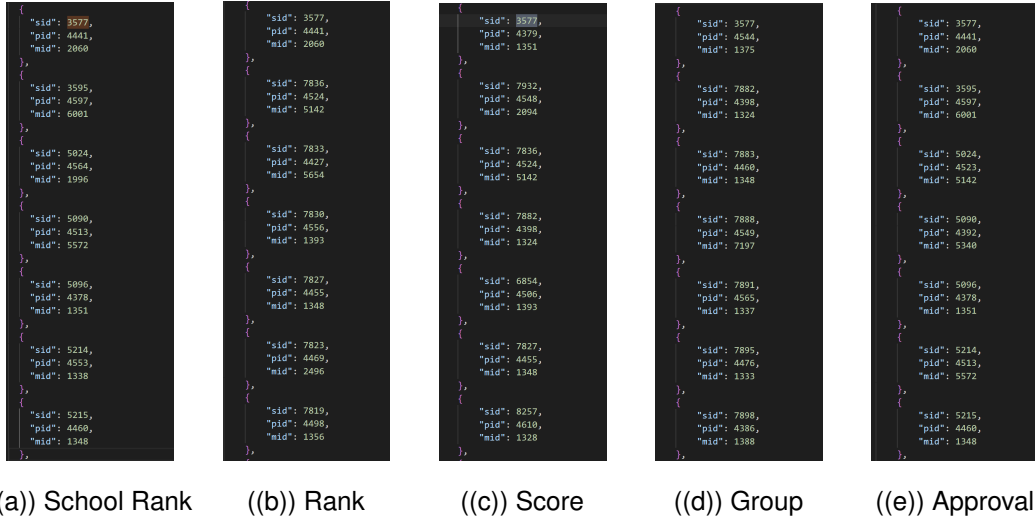 {
"sid": 3577,
"pid": 4441,
"mid": 2060
},
{
"sid": 3595,
"pid": 4597,
"mid": 6001
},
{
"sid": 5024,
"pid": 4564,
"mid": 1996
},
{
"sid": 5090,
"pid": 4513,
"mid": 5572
},
{
"sid": 5096,
"pid": 4378,
"mid": 1351
},
{
"sid": 5214,
"pid": 4553,
"mid": 1338
},
{
"sid": 5215,
"pid": 4460,
"mid": 1348
},
(a)) School Rank
{
"sid": 3577,
"pid": 4441,
"mid": 2060
},
{
"sid": 7836,
"pid": 4524,
"mid": 5142
},
{
"sid": 7833,
"pid": 4427,
"mid": 5654
},
{
"sid": 7830,
"pid": 4556,
"mid": 1393
},
{
"sid": 7827,
"pid": 4455,
"mid": 1348
},
{
"sid": 7823,
"pid": 4469,
"mid": 2496
},
{
"sid": 7819,
"pid": 4498,
"mid": 1356
},
((b)) Rank
{
"sid": 3577,
"pid": 4379,
"mid": 1351
},
{
"sid": 7932,
"pid": 4548,
"mid": 2094
},
{
"sid": 7836,
"pid": 4524,
"mid": 5142
},
{
"sid": 7882,
"pid": 4398,
"mid": 1324
},
{
"sid": 6854,
"pid": 4506,
"mid": 1393
},
{
"sid": 7827,
"pid": 4455,
"mid": 1348
},
{
"sid": 8257,
"pid": 4610,
"mid": 1328
},
((c)) Score
{
"sid": 3577,
"pid": 4544,
"mid": 1375
},
{
"sid": 7882,
"pid": 4398,
"mid": 1324
},
{
"sid": 7883,
"pid": 4460,
"mid": 1348
},
{
"sid": 7888,
"pid": 4549,
"mid": 7197
},
{
"sid": 7891,
"pid": 4565,
"mid": 1337
},
{
"sid": 7895,
"pid": 4476,
"mid": 1333
},
{
"sid": 7898,
"pid": 4386,
"mid": 1388
},
((d)) Group
{
"sid": 3577,
"pid": 4441,
"mid": 2060
},
{
"sid": 3595,
"pid": 4597,
"mid": 6001
},
{
"sid": 5024,
"pid": 4523,
"mid": 5142
},
{
"sid": 5090,
"pid": 4392,
"mid": 5340
},
{
"sid": 5096,
"pid": 4378,
"mid": 1351
},
{
"sid": 5214,
"pid": 4513,
"mid": 5572
},
{
"sid": 5215,
"pid": 4460,
"mid": 1348
},
((e)) Approval